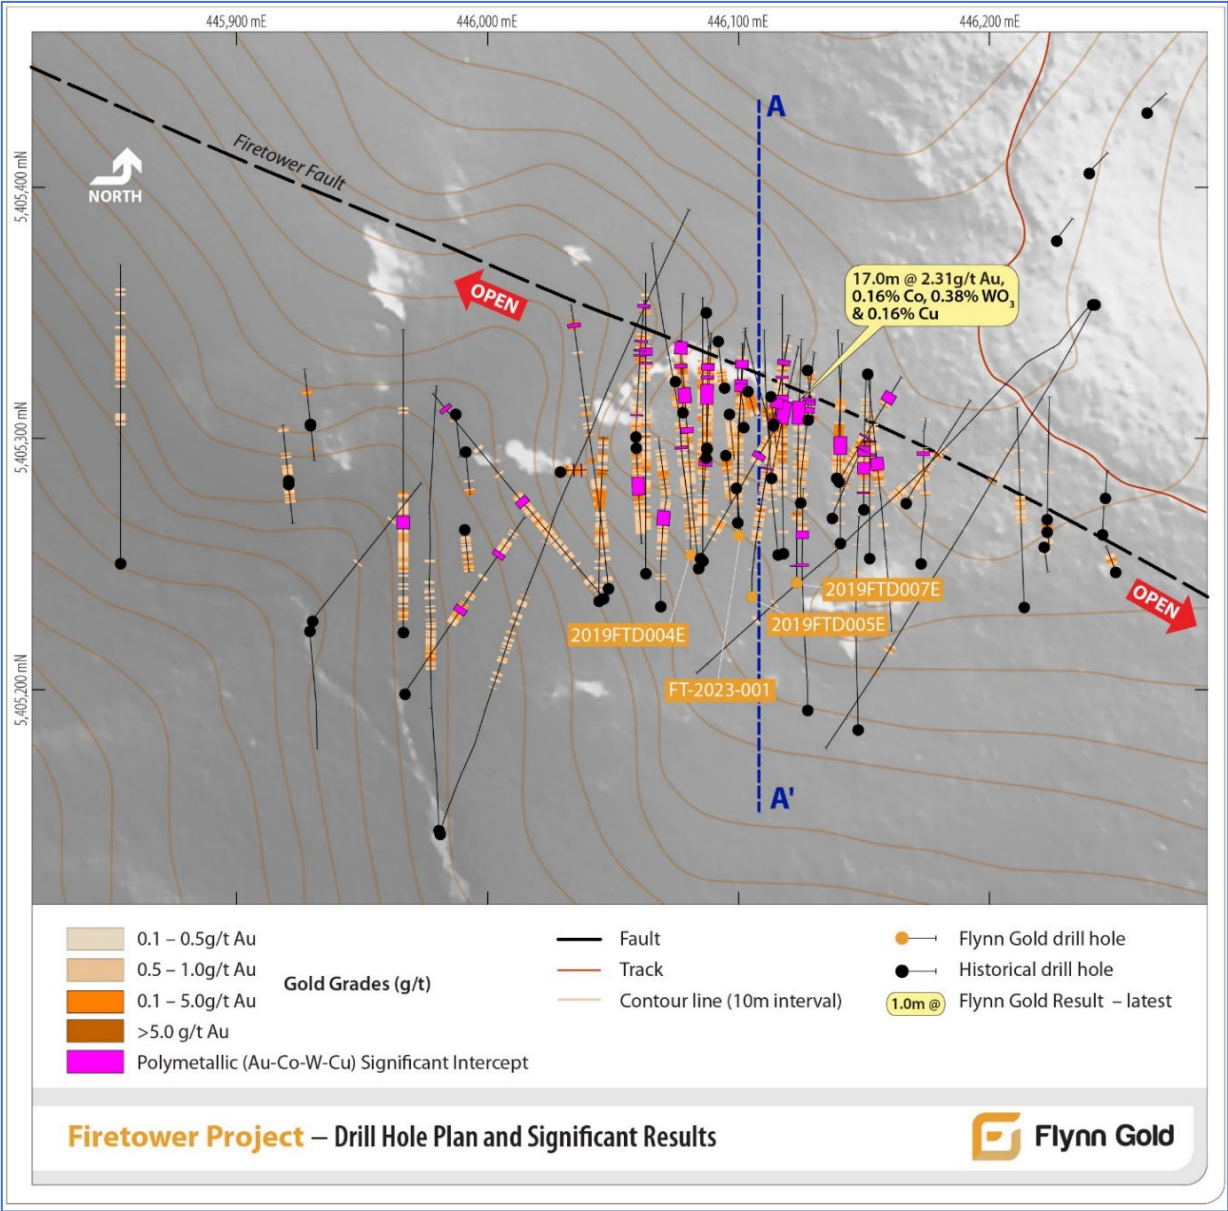 445,900 mE
446,000 mE
446,100 mE
446,200 mE
5,405,400 mN
5,405,300 mN
5,405,200 mN
A
Firetower Fault
NORTH
OPEN
17.0m @ 2.31g/t Au,
0.16% Co, 0.38% WO₃
& 0.16% Cu
2019FTD007E
OPEN
2019FTD004E
2019FTD005E
FT-2023-001
A'
0.1 – 0.5g/t Au
0.5 – 1.0g/t Au
0.1 – 5.0g/t Au
>5.0 g/t Au
Gold Grades (g/t)
Polymetallic (Au-Co-W-Cu) Significant Intercept
Fault
Track
Contour line (10m interval)
Flynn Gold drill hole
Historical drill hole
1.0m @ Flynn Gold Result – latest
Firetower Project – Drill Hole Plan and Significant Results
Flynn Gold